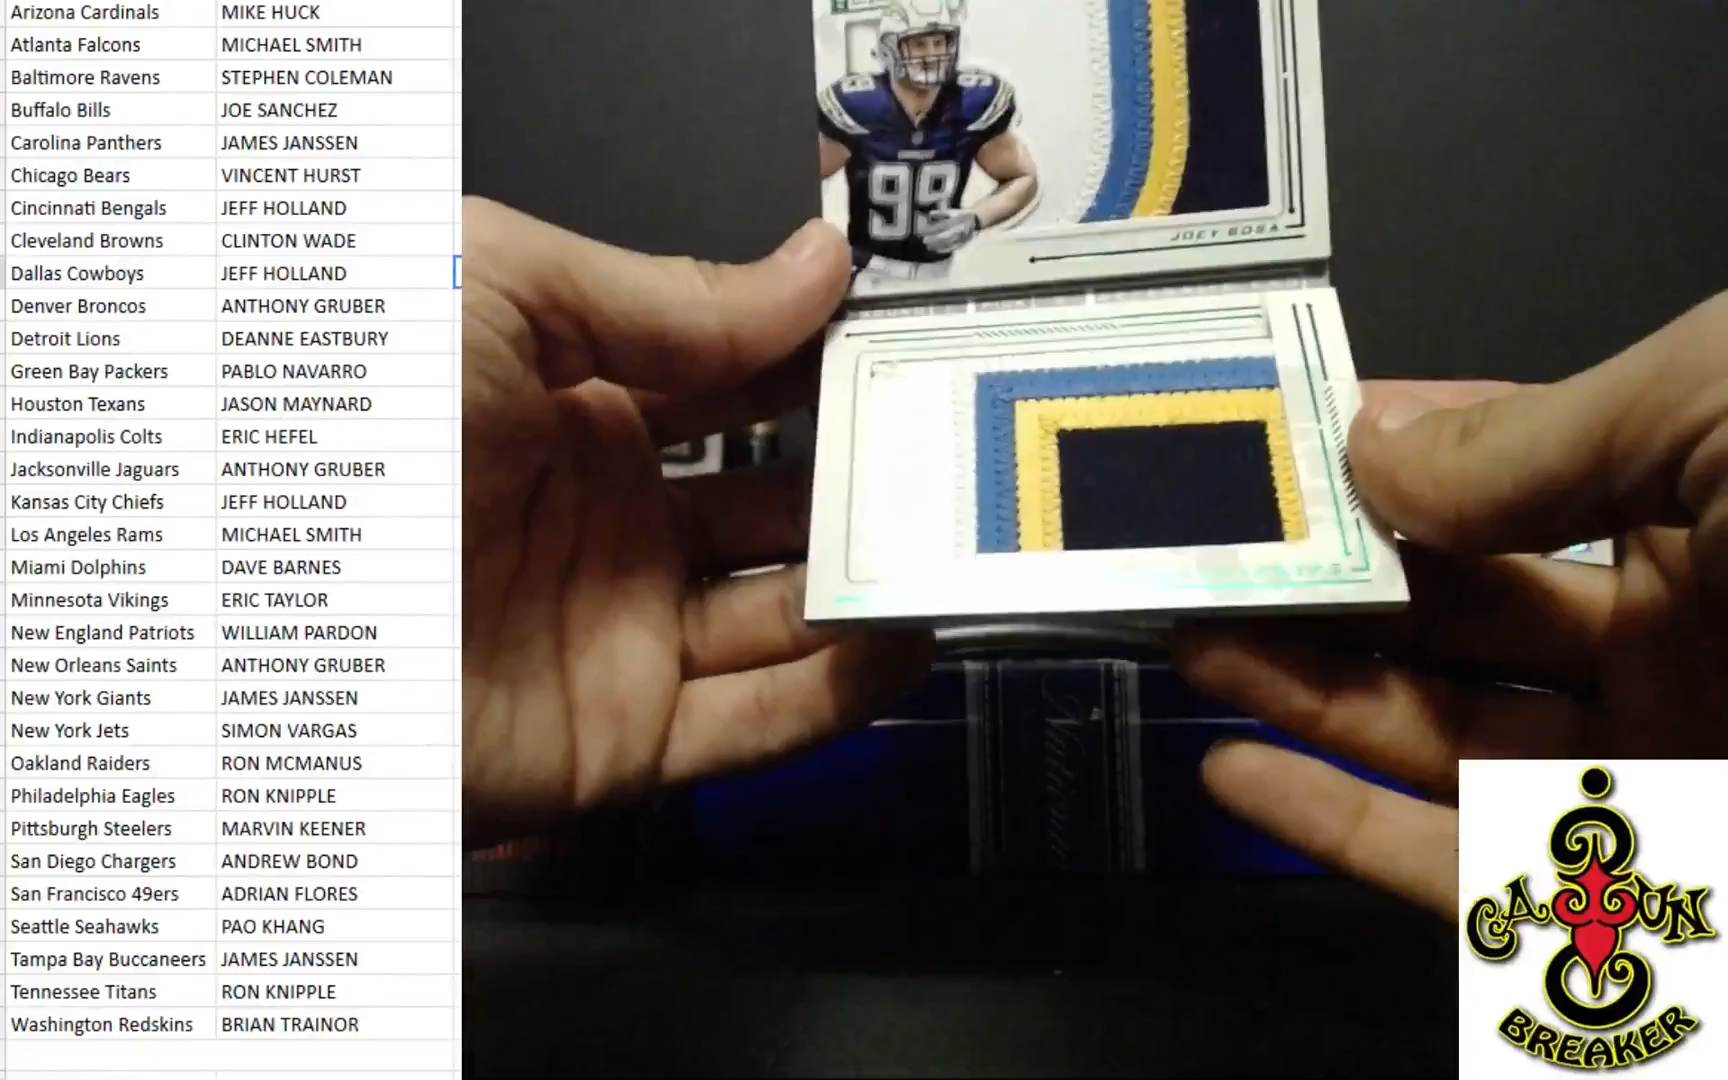 Arizona Cardinals MIKE HUCK
Atlanta Falcons MICHAEL SMITH
Baltimore Ravens STEPHEN COLEMAN
Buffalo Bills JOE SANCHEZ
Carolina Panthers JAMES JANSSEN
Chicago Bears VINCENT HURST
Cincinnati Bengals JEFF HOLLAND
Cleveland Browns CLINTON WADE
Dallas Cowboys JEFF HOLLAND
Denver Broncos ANTHONY GRUBER
Detroit Lions DEANNE EASTBURY
Green Bay Packers PABLO NAVARRO
Houston Texans JASON MAYNARD
Indianapolis Colts ERIC HEFEL
Jacksonville Jaguars ANTHONY GRUBER
Kansas City Chiefs JEFF HOLLAND
Los Angeles Rams MICHAEL SMITH
Miami Dolphins DAVE BARNES
Minnesota Vikings ERIC TAYLOR
New England Patriots WILLIAM PARDON
New Orleans Saints ANTHONY GRUBER
New York Giants JAMES JANSSEN
New York Jets SIMON VARGAS
Oakland Raiders RON MCMANUS
Philadelphia Eagles RON KNIPPLE
Pittsburgh Steelers MARVIN KEENER
San Diego Chargers ANDREW BOND
San Francisco 49ers ADRIAN FLORES
Seattle Seahawks PAO KHANG
Tampa Bay Buccaneers JAMES JANSSEN
Tennessee Titans RON KNIPPLE
Washington Redskins BRIAN TRAINOR
99
99
JOEY BOSA
CAJUN
BREAKER